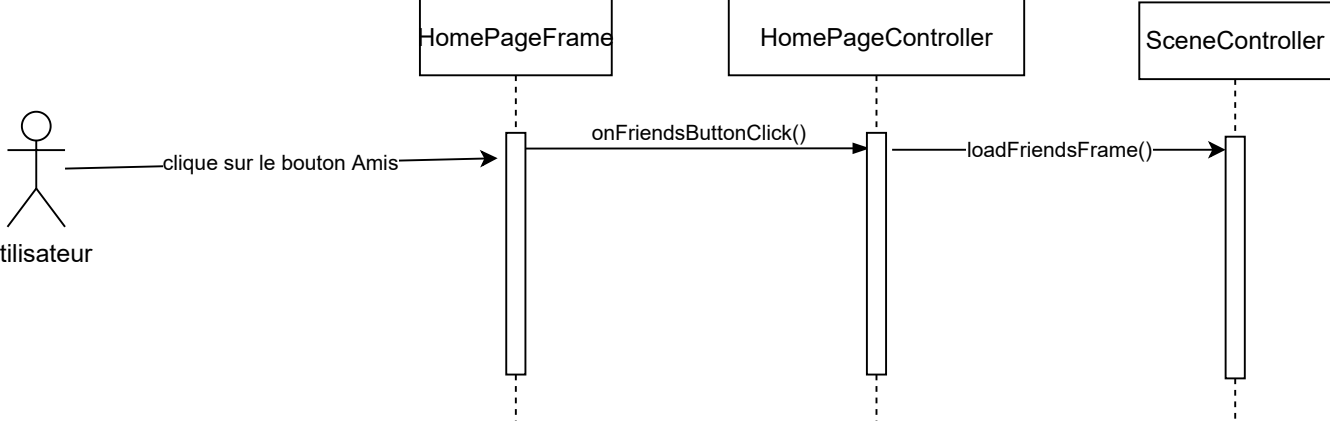 HomePageFrame
HomePageController
SceneController
onFriendsButtonClick()
loadFriendsFrame()
clique sur le bouton Amis
tilisateur